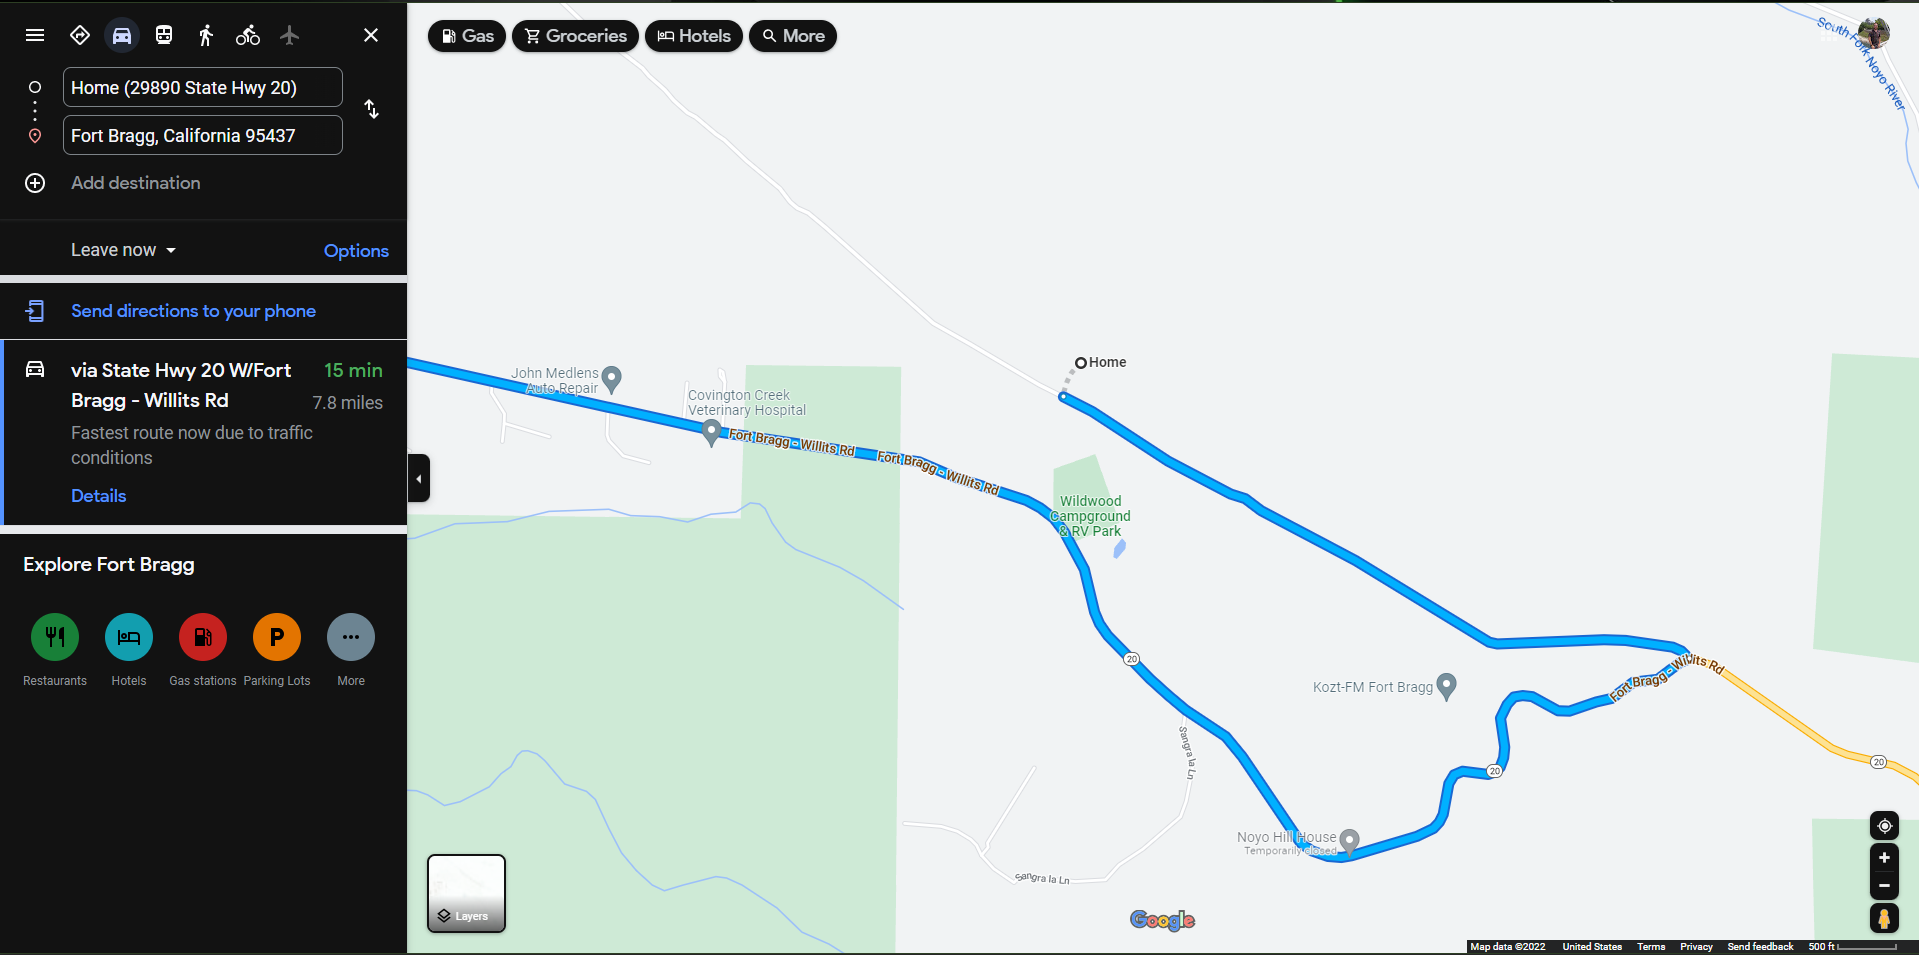 Home (29890 State Hwy 20)
Fort Bragg, California 95437
Add destination
Leave now
Options
Send directions to your phone
via State Hwy 20 W/Fort
Bragg - Willits Rd
15 min
7.8 miles
Fastest route now due to traffic
conditions
Details
Explore Fort Bragg
P
Restaurants
Hotels
Gas stations
Parking Lots
More
Gas
Groceries
Hotels
More
South Fork Noyo River
Home
John Medlens
Auto Repair
Covington Creek
Veterinary Hospital
Fort Bragg - Willits Rd
Fort Bragg - Willits Rd
Wildwood
Campground
& RV Park
20
Kozt-FM Fort Bragg
Fort Bragg - Willits Rd
20
20
Sangra la Ln
Noyo Hill House
Temporarily closed
Sangra la Ln
Layers
Google
Map data ©2022 United States Terms Privacy Send feedback 500 ft